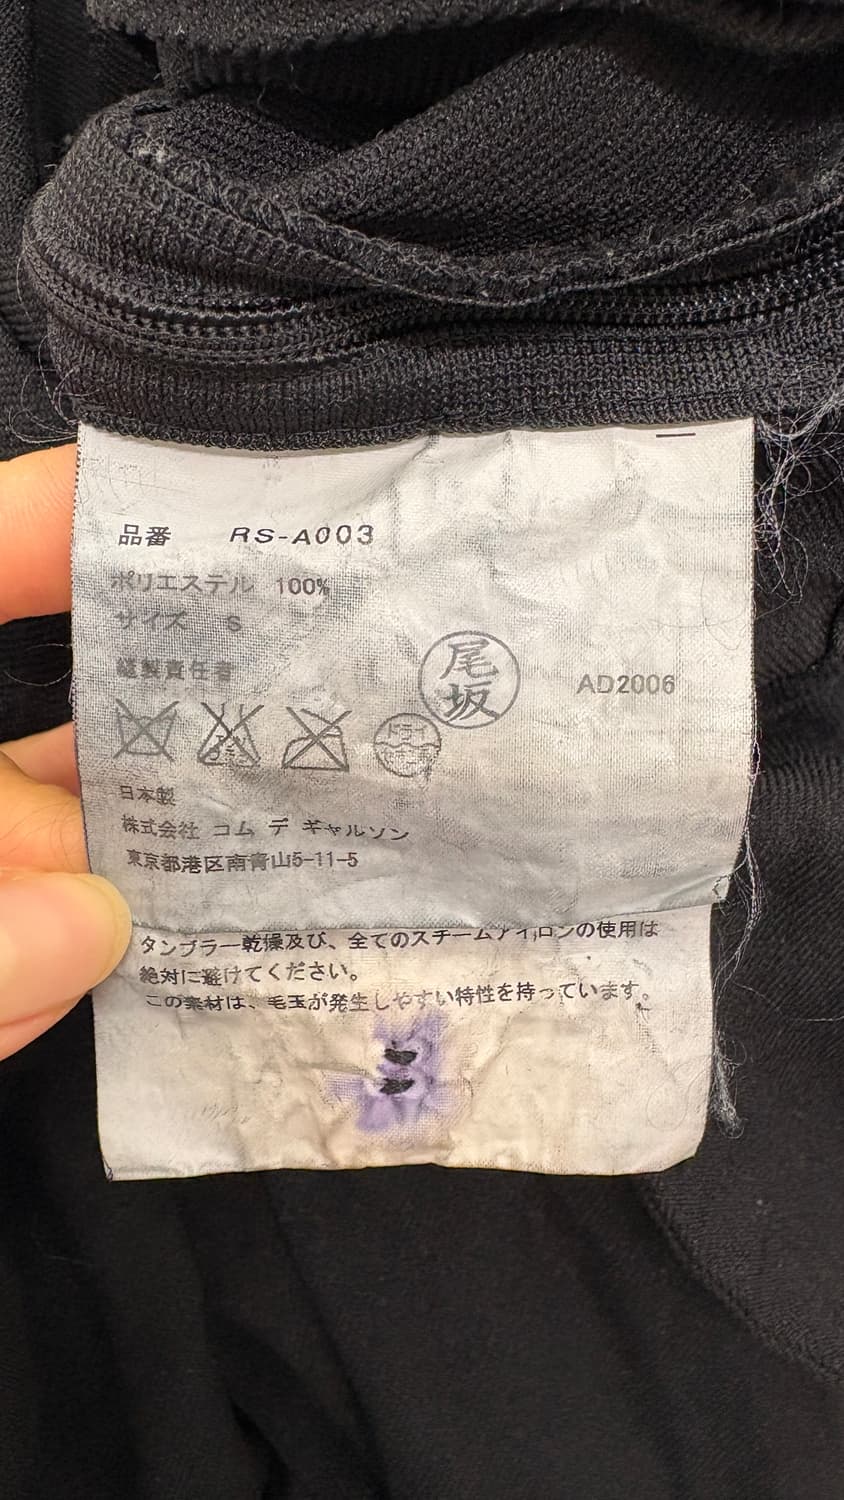 品番 RS-A003
ポリエステル 100%
サイズ S
縫製責任者
尾
坂
AD2006
ドライ
日本製
株式会社 コム デ ギャルソン
東京都港区南青山5-11-5
タンブラー乾燥及び、全てのスチームアイロンの使用は
絶対に避けてください。
この素材は、毛玉が発生しやすい特性を持っています。